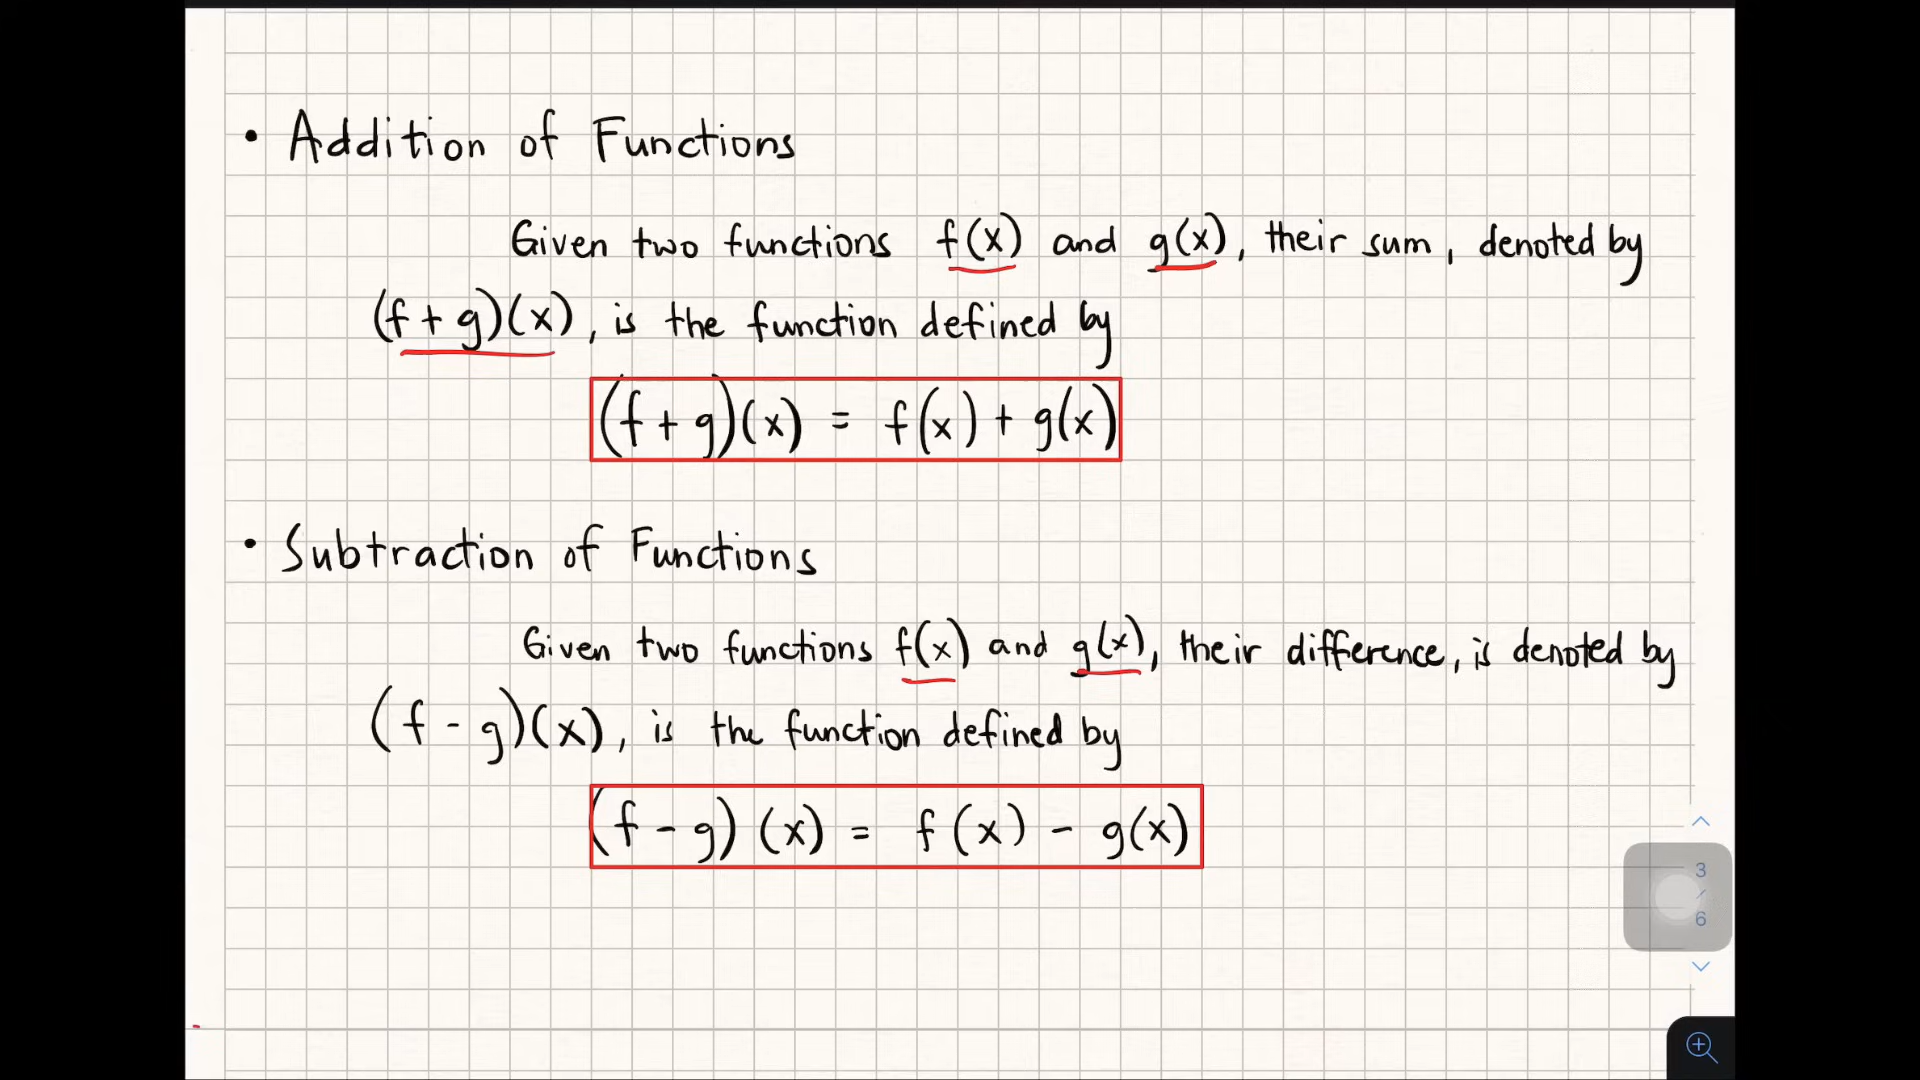 • Addition of Functions
Given two functions f(x) and g(x), their sum, denoted by
(f+g)(x), is the function defined by
(f+g)(x) = f(x) + g(x)
• Subtraction of Functions
Given two functions f(x) and g(x), their difference, is denoted by
(f - g)(x), is the function defined by
(f - g)(x) = f(x) - g(x)
3
/
6